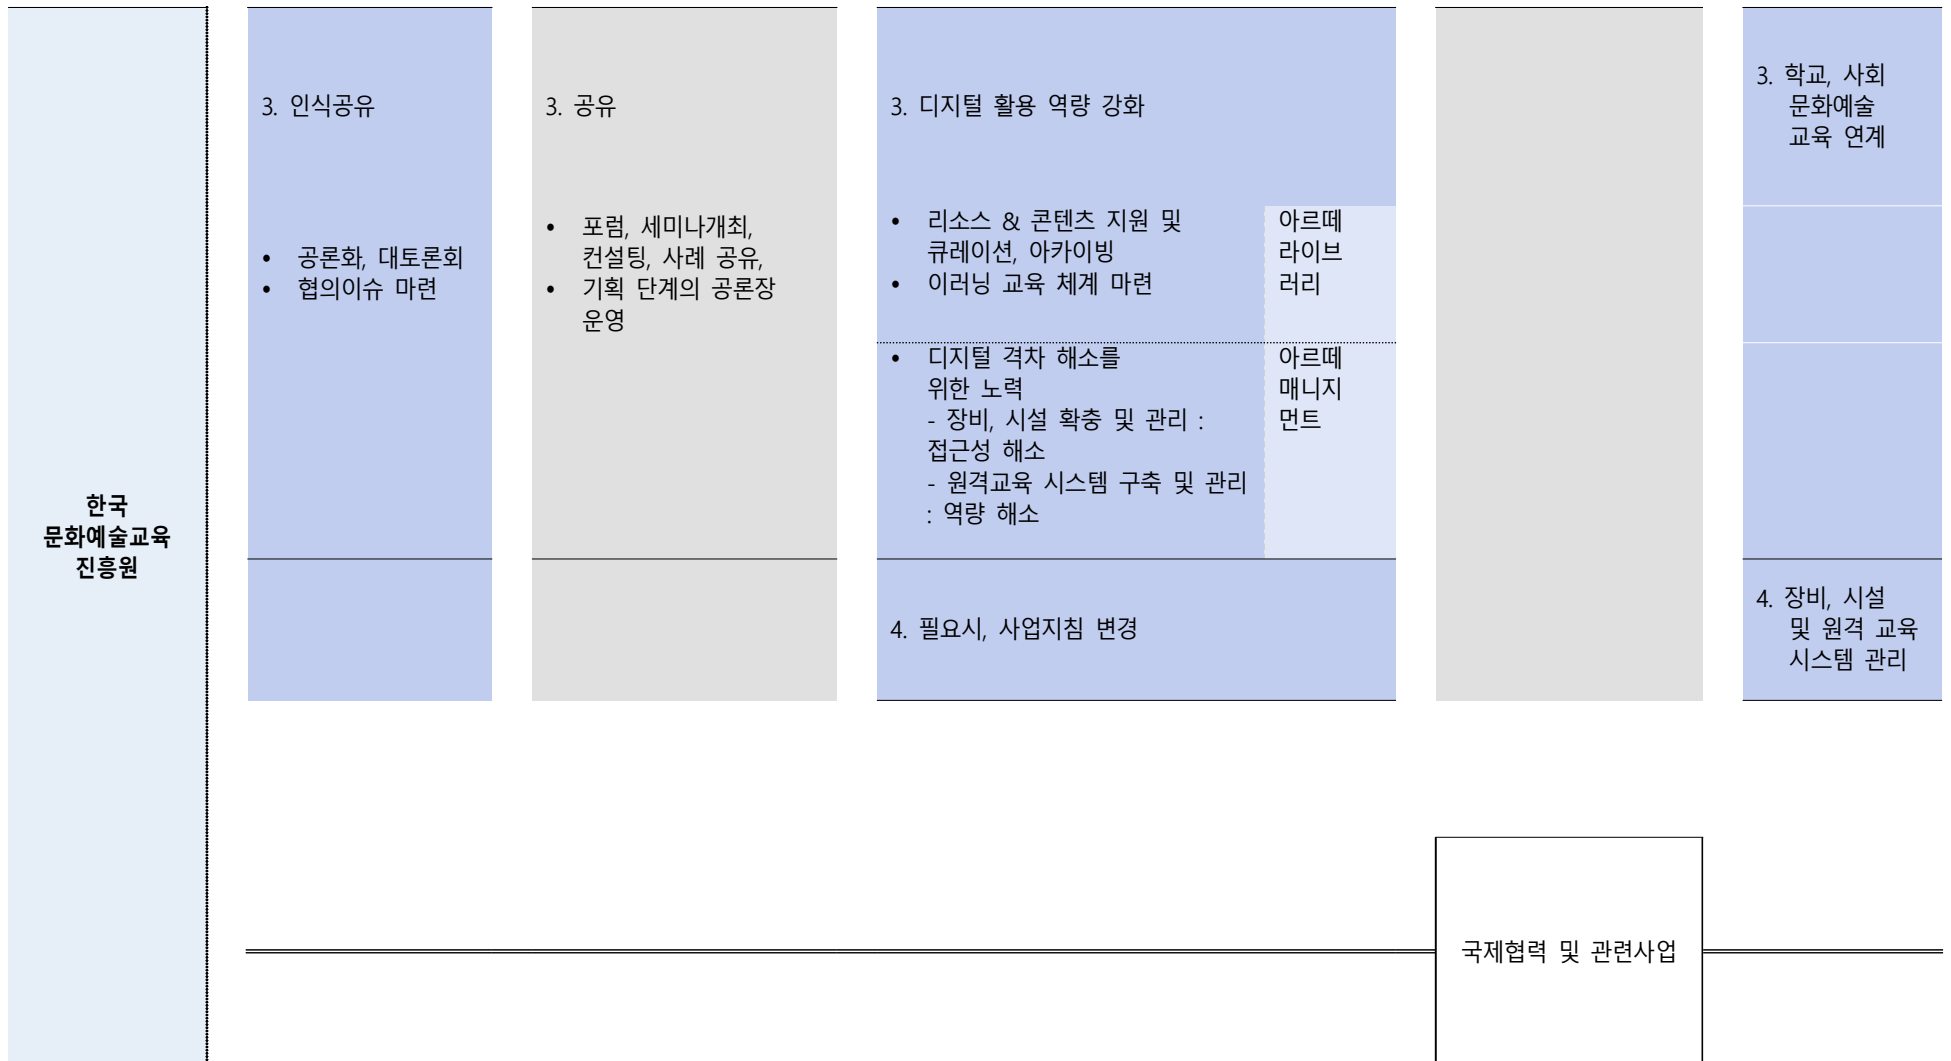 한국
문화예술교육
진흥원
3. 인식공유
• 공론화, 대토론회
• 협의이슈 마련
3. 공유
• 포럼, 세미나개최,
컨설팅, 사례 공유,
• 기획 단계의 공론장
운영
3. 디지털 활용 역량 강화
• 리소스 & 콘텐츠 지원 및
큐레이션, 아카이빙
• 이러닝 교육 체계 마련
아르떼
라이브
러리
• 디지털 격차 해소를
위한 노력
- 장비, 시설 확충 및 관리 :
접근성 해소
- 원격교육 시스템 구축 및 관리
: 역량 해소
아르떼
매니지
먼트
4. 필요시, 사업지침 변경
3. 학교, 사회
문화예술
교육 연계
4. 장비, 시설
및 원격 교육
시스템 관리
국제협력 및 관련사업